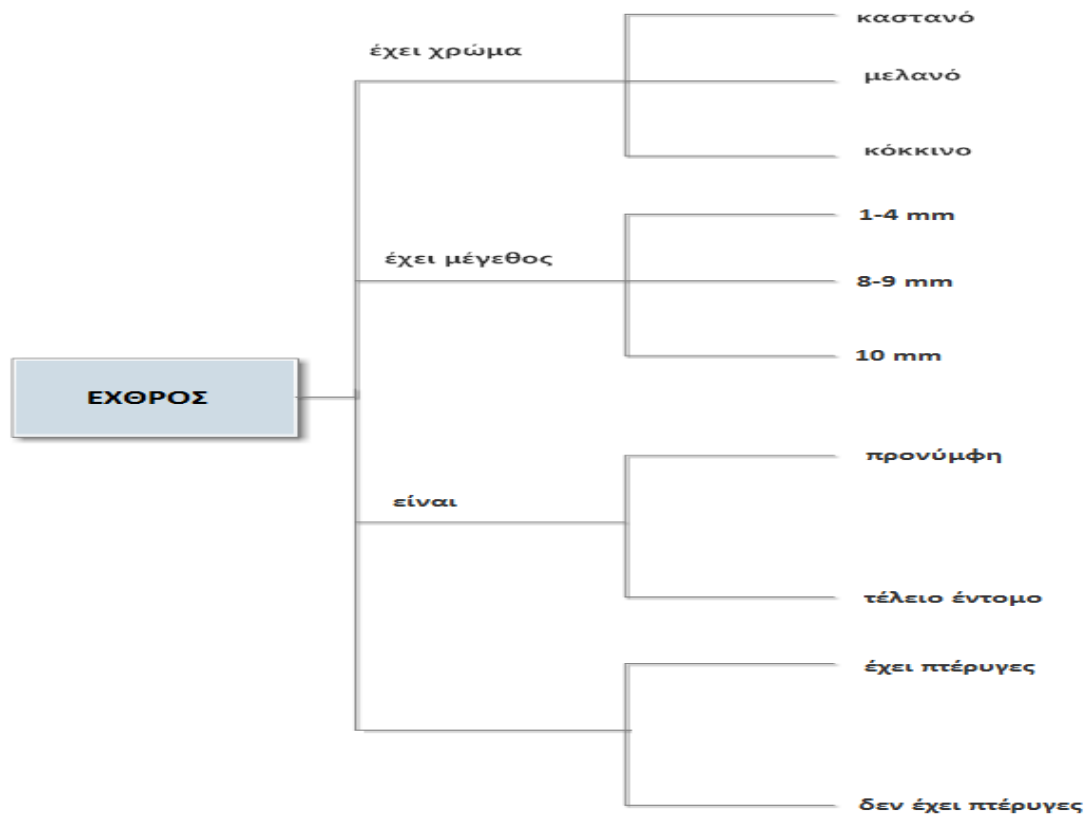 καστανό
έχει χρώμα
μελανό
κόκκινο
1-4 mm
έχει μέγεθος
8-9 mm
10 mm
ΕΧΘΡΟΣ
προνύμφη
είναι
τέλειο έντομο
έχει πτέρυγες
δεν έχει πτέρυγες